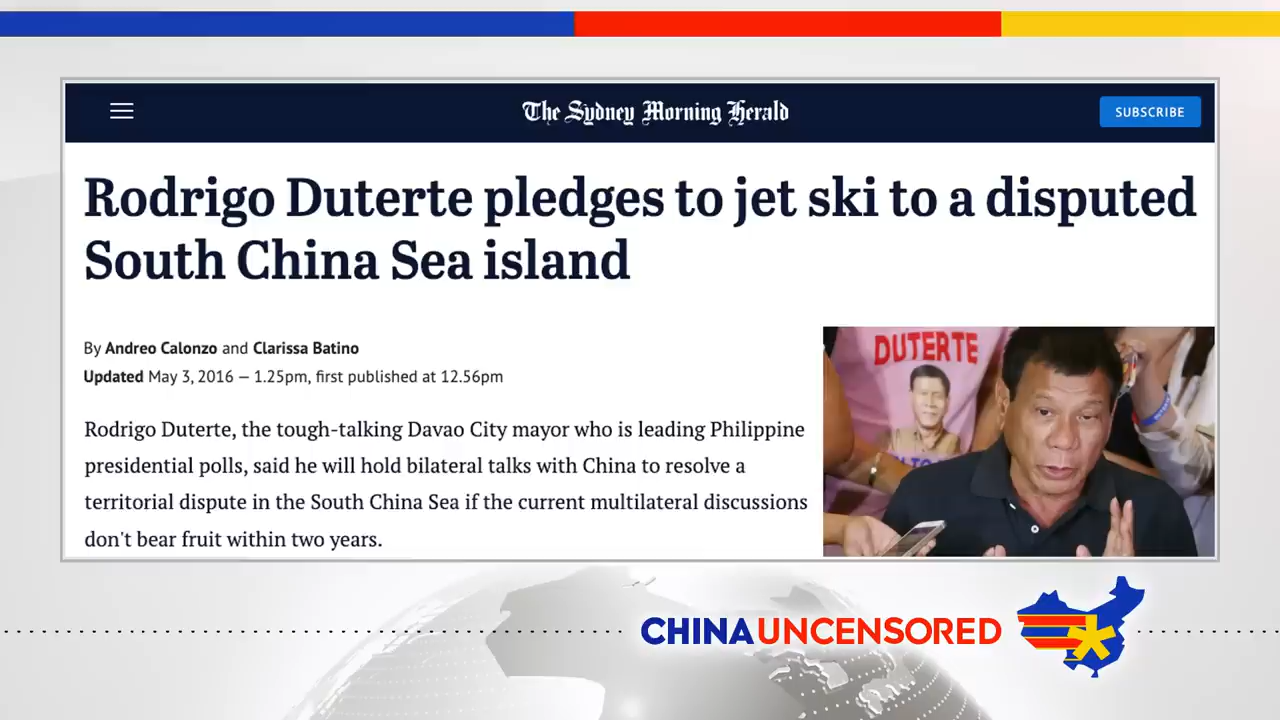 The Sydney Morning Herald
SUBSCRIBE
Rodrigo Duterte pledges to jet ski to a disputed
South China Sea island
By Andreo Calonzo and Clarissa Batino
Updated May 3, 2016 — 1.25pm, first published at 12.56pm
Rodrigo Duterte, the tough-talking Davao City mayor who is leading Philippine
presidential polls, said he will hold bilateral talks with China to resolve a
territorial dispute in the South China Sea if the current multilateral discussions
don't bear fruit within two years.
DUTERTE
CHINA UNCENSORED